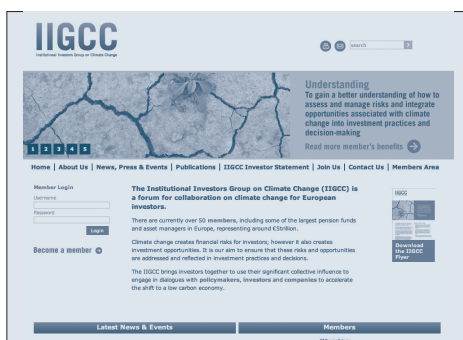 IIGCC
Institutional Investors Group on Climate Change
search
Understanding
To gain a better understanding of how to
assess and manage risks and integrate
opportunities associated with climate
change into investment practices and
decision-making
Read more member's benefits
1 2 3 4 5
Home | About Us | News, Press & Events | Publications | IIGCC Investor Statement | Join Us | Contact Us | Members Area
Member Login
Username
Password
Login
Become a member
The Institutional Investors Group on Climate Change (IIGCC) is
a forum for collaboration on climate change for European
investors.
There are currently over 50 members, including some of the largest pension funds
and asset managers in Europe, representing around €5trillion.
Climate change creates financial risks for investors; however it also creates
investment opportunities. It is our aim to ensure that these risks and opportunities
are addressed and reflected in investment practices and decisions.
The IIGCC brings investors together to use their significant collective influence to
engage in dialogues with policymakers, investors and companies to accelerate
the shift to a low carbon economy.
IIGCC
Download
the IIGCC
Flyer
Latest News & Events
Members